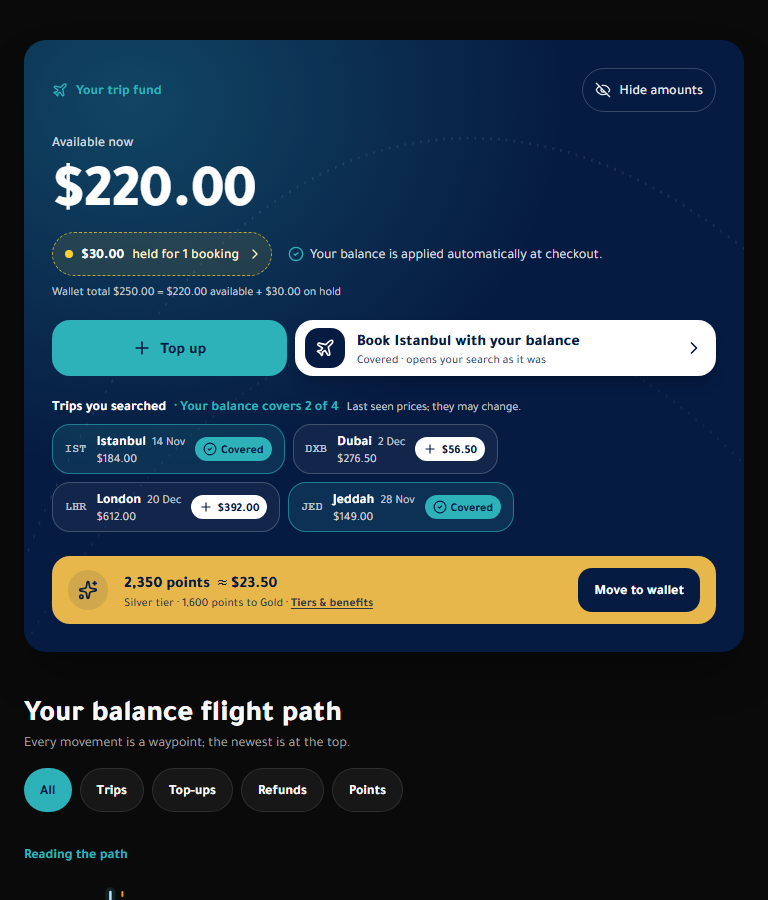 Your trip fund
Hide amounts
Available now
$220.00
$30.00 held for 1 booking
Your balance is applied automatically at checkout.
Wallet total $250.00 = $220.00 available + $30.00 on hold
+ Top up
Book Istanbul with your balance
Covered · opens your search as it was
Trips you searched · Your balance covers 2 of 4 Last seen prices; they may change.
IST Istanbul 14 Nov
$184.00
Covered
DXB Dubai 2 Dec
$276.50
+ $56.50
LHR London 20 Dec
$612.00
+ $392.00
JED Jeddah 28 Nov
$149.00
Covered
2,350 points ≈ $23.50
Silver tier · 1,600 points to Gold · Tiers & benefits
Move to wallet
Your balance flight path
Every movement is a waypoint; the newest is at the top.
All
Trips
Top-ups
Refunds
Points
Reading the path